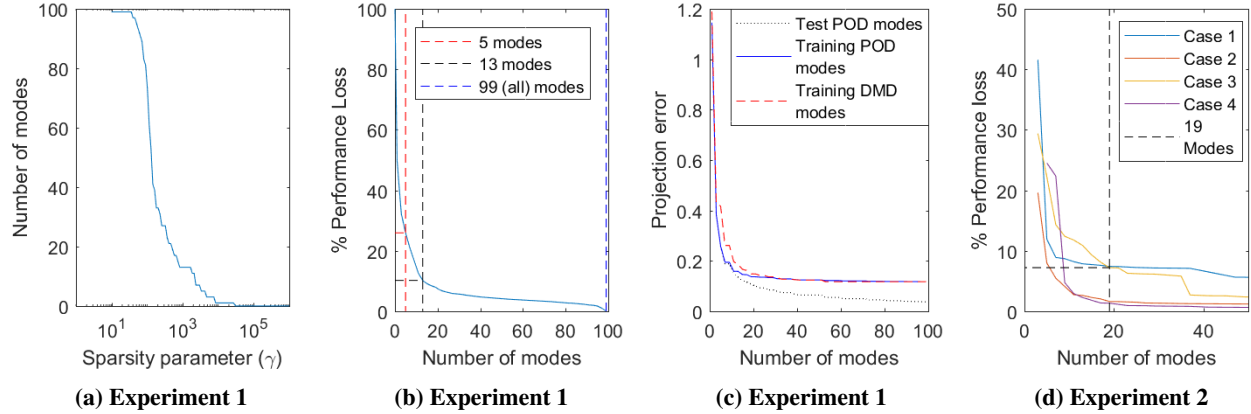 Number of modes
100
80
60
40
20
0
10^1
10^3
10^5
Sparsity parameter (γ)
(a) Experiment 1
% Performance Loss
100
80
60
40
20
0
5 modes
13 modes
99 (all) modes
0
20
40
60
80
100
Number of modes
(b) Experiment 1
Projection error
1.2
1
0.8
0.6
0.4
0.2
0
Test POD modes
Training POD
modes
Training DMD
modes
0
20
40
60
80
100
Number of modes
(c) Experiment 1
% Performance loss
50
40
30
20
10
0
Case 1
Case 2
Case 3
Case 4
19
Modes
0
20
40
Number of modes
(d) Experiment 2